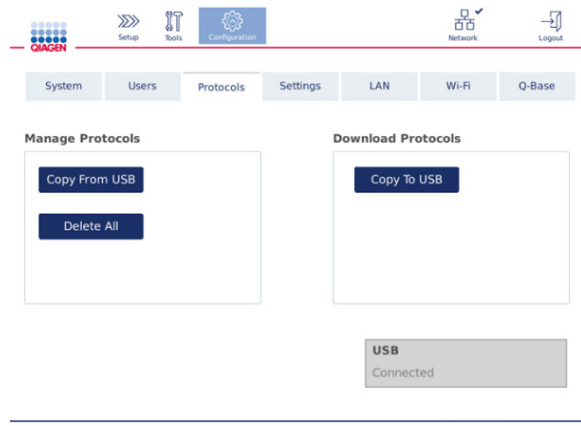 QIAGEN
Setup
Tools
Configuration
Network
Logout
System
Users
Protocols
Settings
LAN
Wi-Fi
Q-Base
Manage Protocols
Download Protocols
Copy From USB
Copy To USB
Delete All
USB
Connected